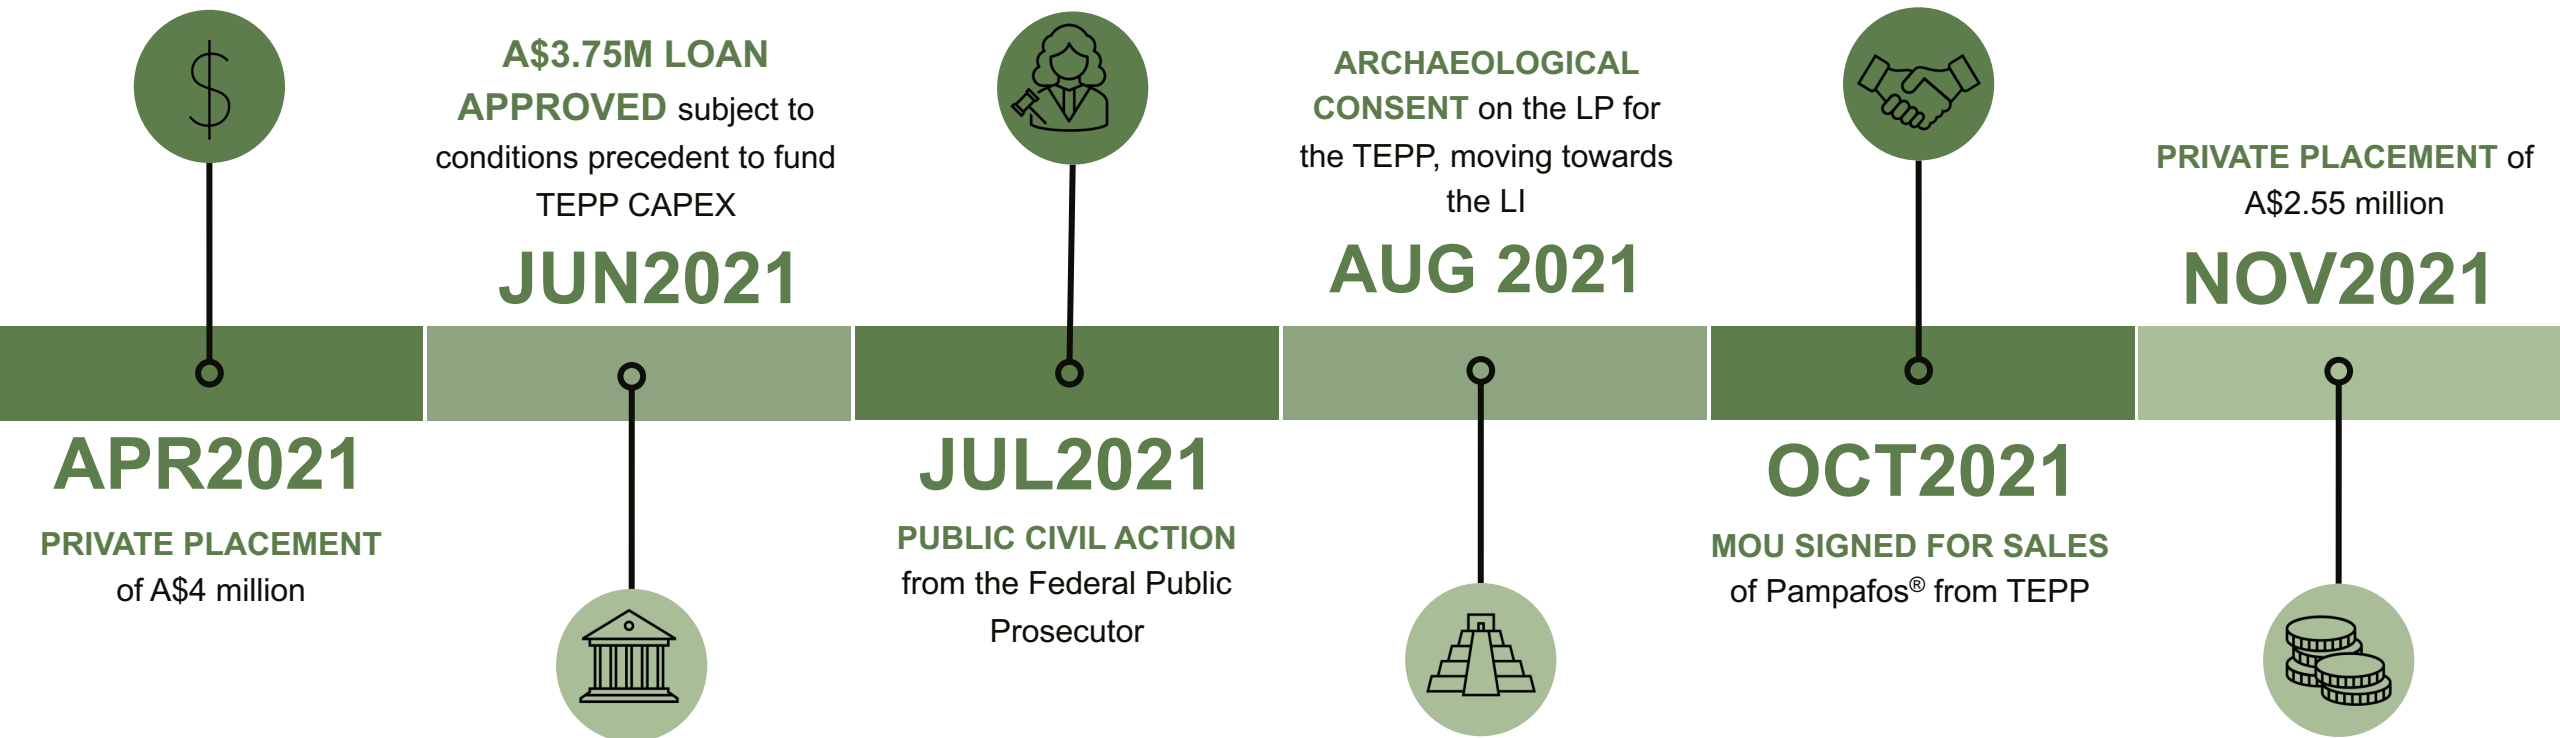 APR2021
PRIVATE PLACEMENT
of A$4 million
A$3.75M LOAN
APPROVED subject to
conditions precedent to fund
TEPP CAPEX
JUN2021
JUL2021
PUBLIC CIVIL ACTION
from the Federal Public
Prosecutor
ARCHAEOLOGICAL
CONSENT on the LP for
the TEPP, moving towards
the LI
AUG 2021
OCT2021
MOU SIGNED FOR SALES
of Pampafos® from TEPP
PRIVATE PLACEMENT of
A$2.55 million
NOV2021